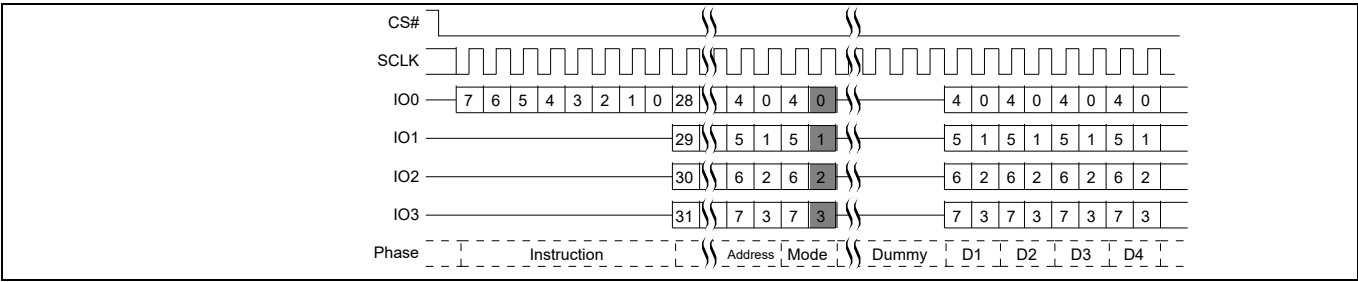 CS#
SCLK
IO0 7 6 5 4 3 2 1 0 28 4 0 4 0 4 0 4 0 4 0 4 0
IO1 29 5 1 5 1 5 1 5 1 5 1 5 1
IO2 30 6 2 6 2 6 2 6 2 6 2 6 2
IO3 31 7 3 7 3 7 3 7 3 7 3 7 3
Phase Instruction Address Mode Dummy D1 D2 D3 D4